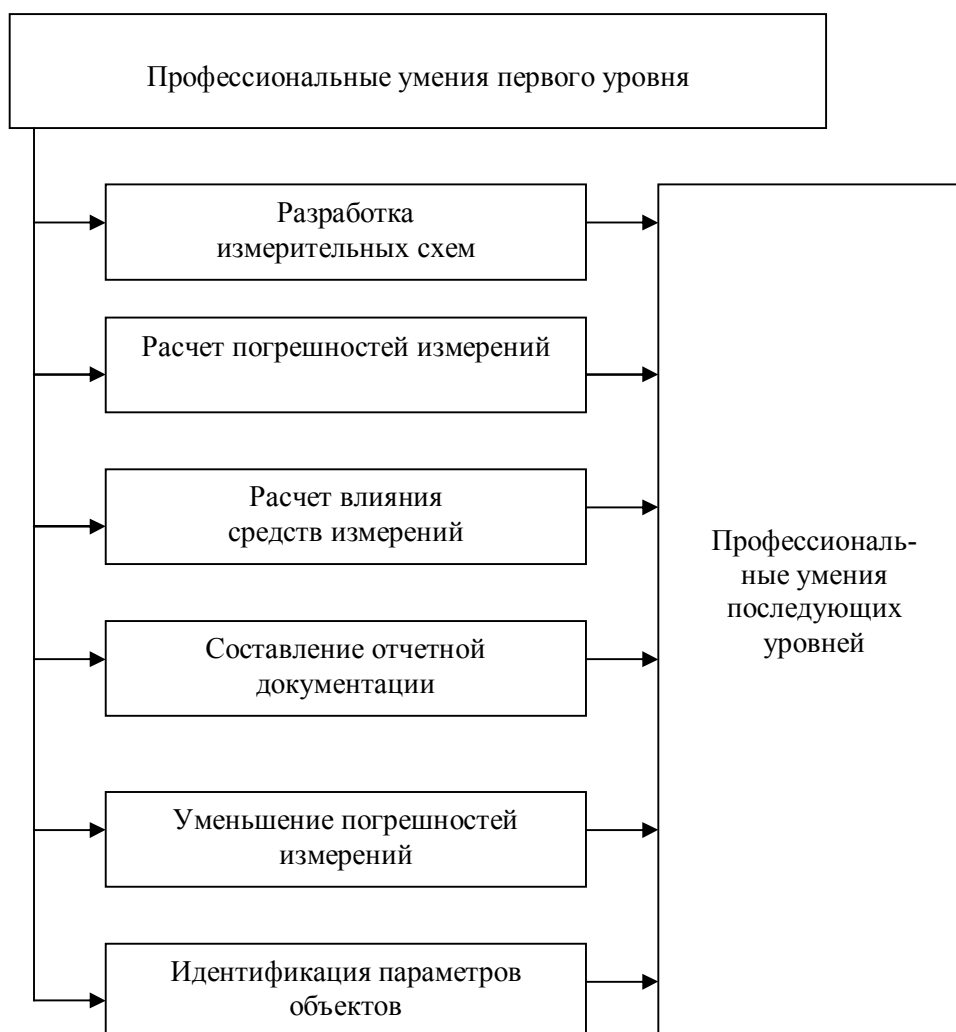 Профессиональные умения первого уровня
Разработка
измерительных схем
Расчет погрешностей измерений
Расчет влияния
средств измерений
Составление отчетной
документации
Уменьшение погрешностей
измерений
Идентификация параметров
объектов
Профессиональ-
ные умения
последующих
уровней